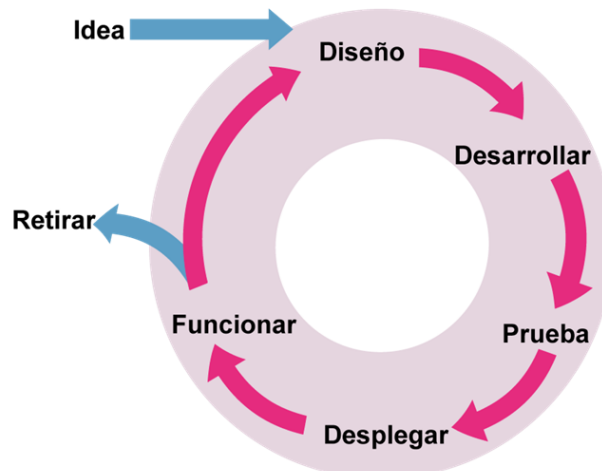 Idea
Diseño
Desarrollar
Retirar
Funcionar
Prueba
Desplegar